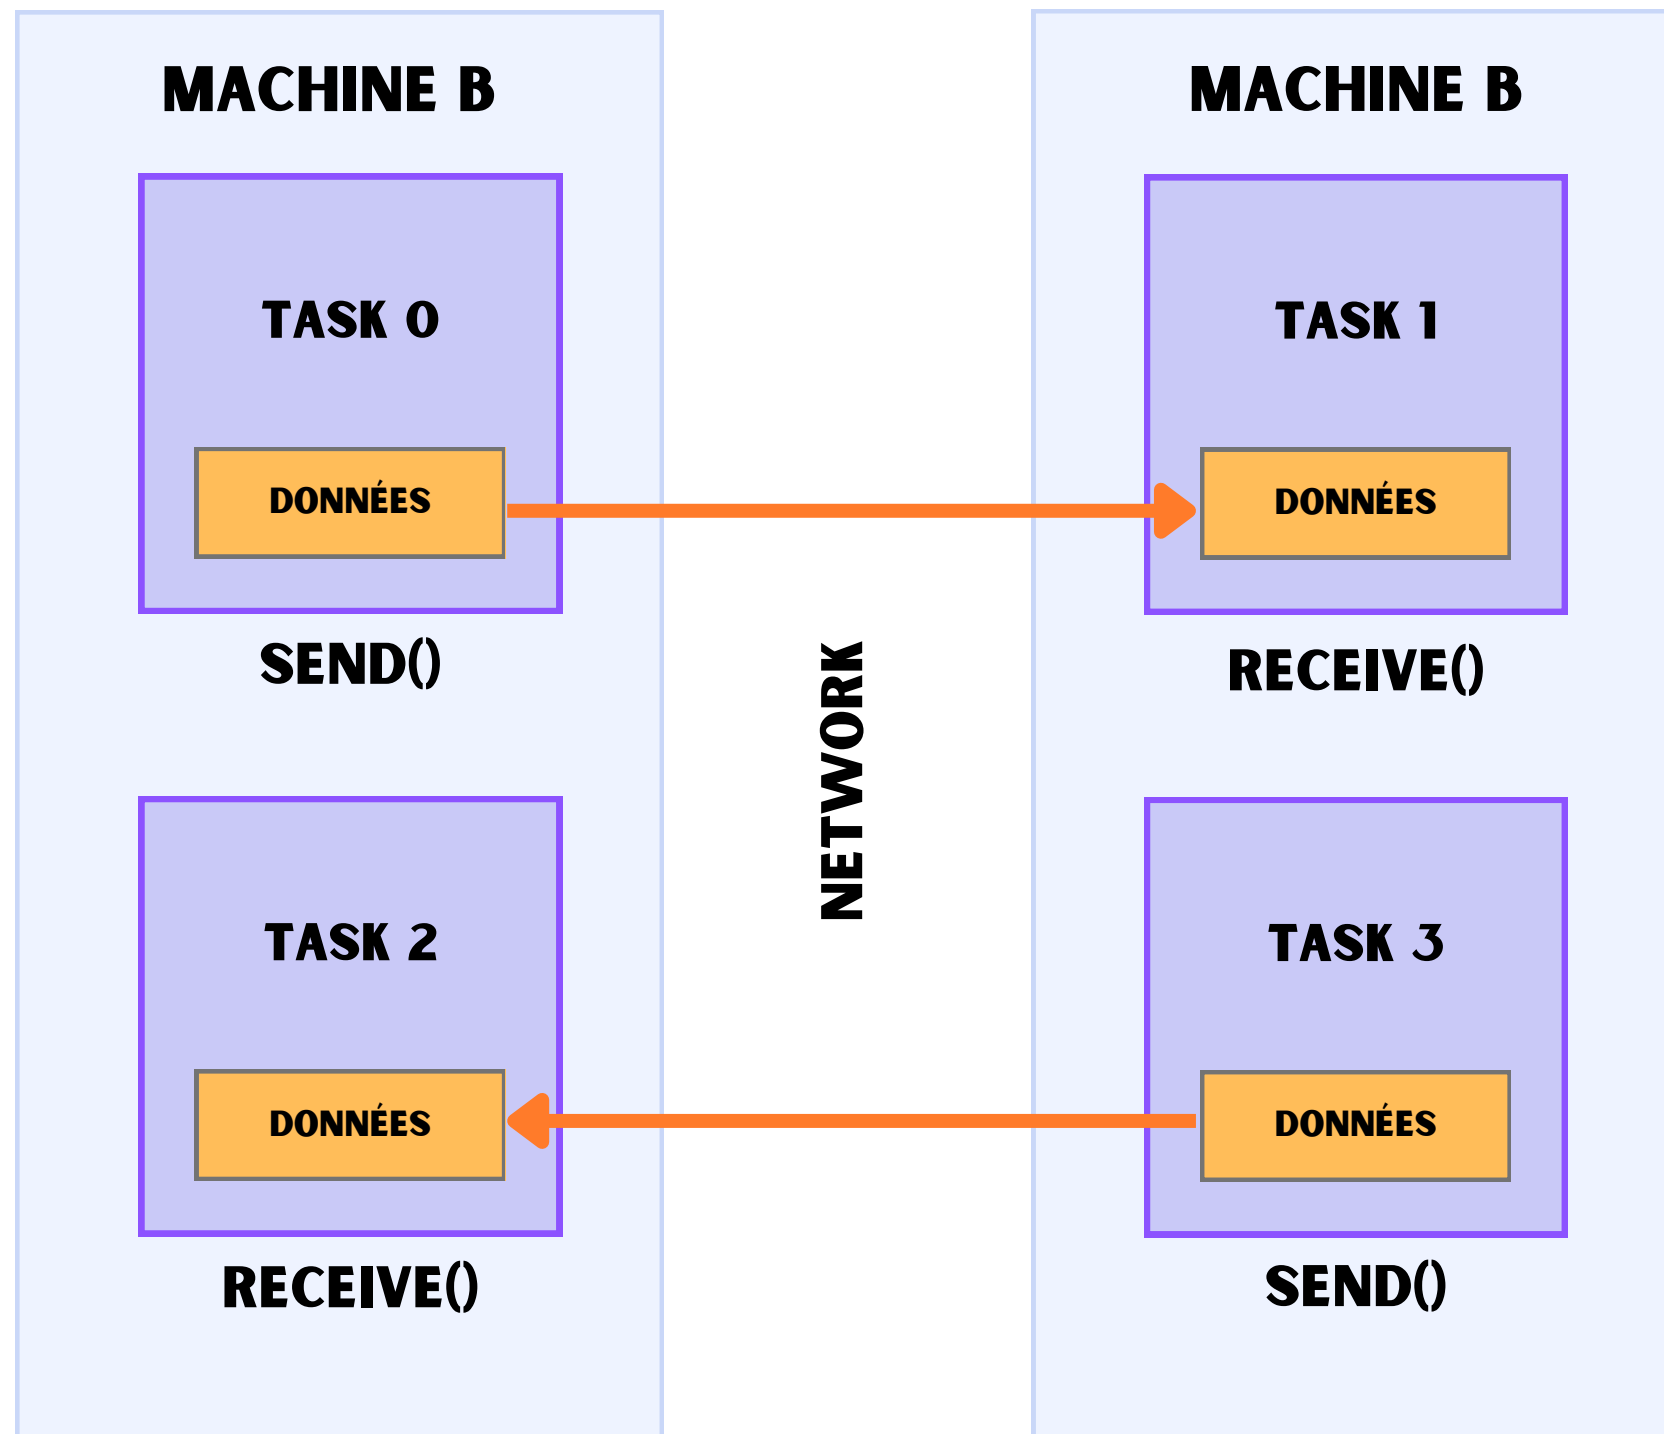 MACHINE B
TASK 0
DONNÉES
SEND()
TASK 2
DONNÉES
RECEIVE()
NETWORK
MACHINE B
TASK 1
DONNÉES
RECEIVE()
TASK 3
DONNÉES
SEND()